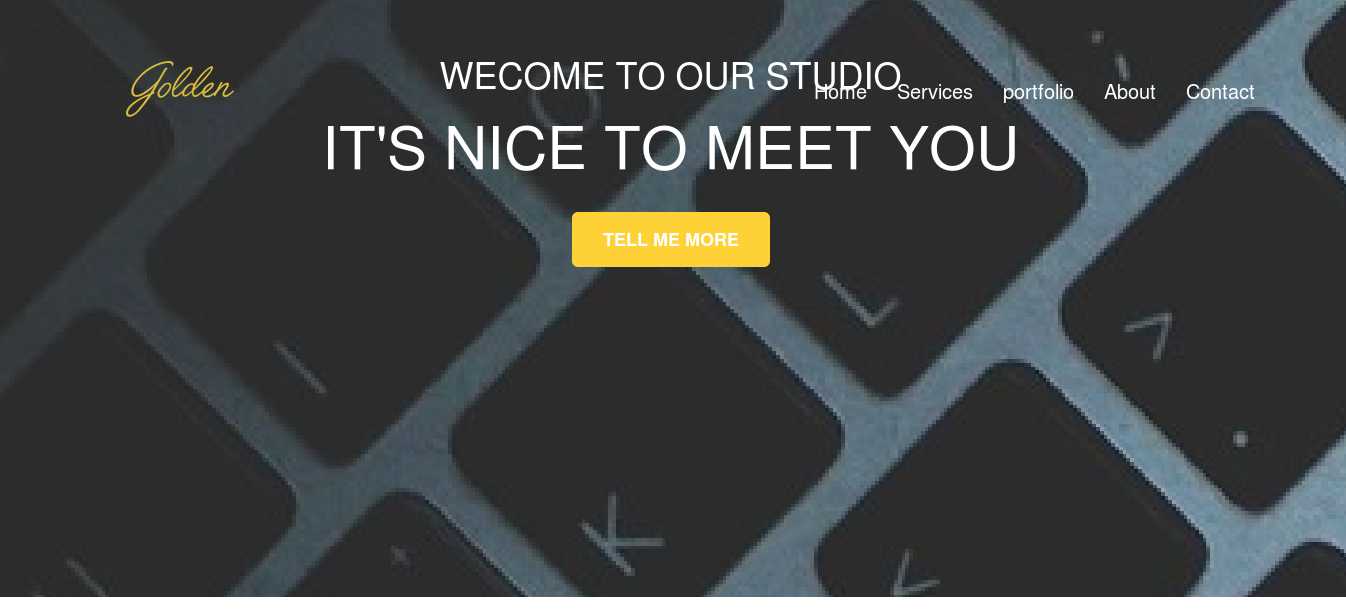 Golden
WECOME TO OUR STUDIO
Home Services portfolio About Contact
IT'S NICE TO MEET YOU
TELL ME MORE
L
I
K